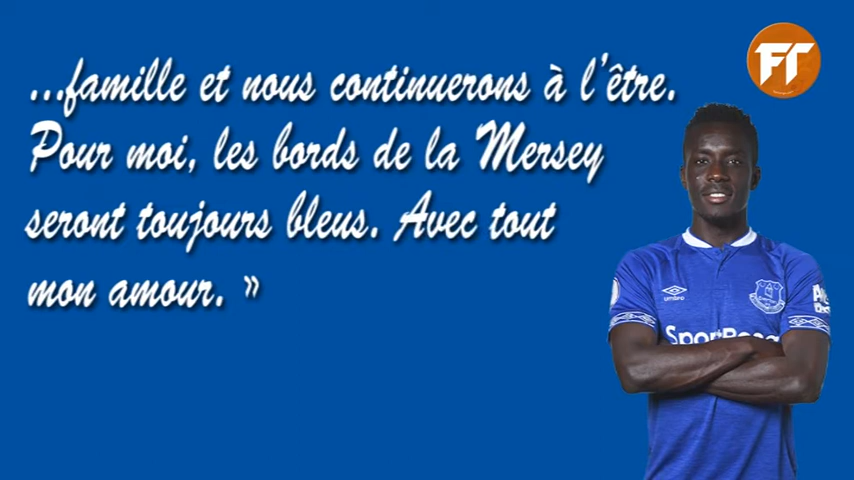 ...famille et nous continuerons à l'être.
Pour moi, les bords de la Mersey
seront toujours bleus. Avec tout
mon amour. »
FT
umbro
Everton